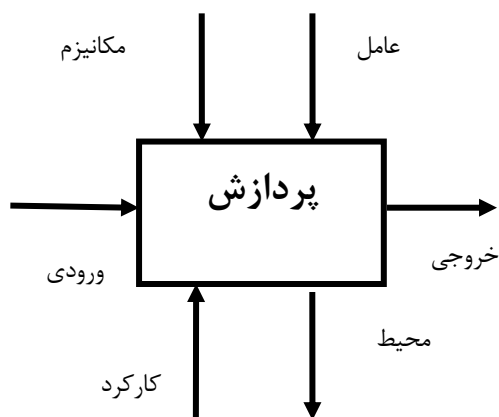 عامل
مکانیزم
پردازش
خروجی
ورودی
محیط
کارکرد